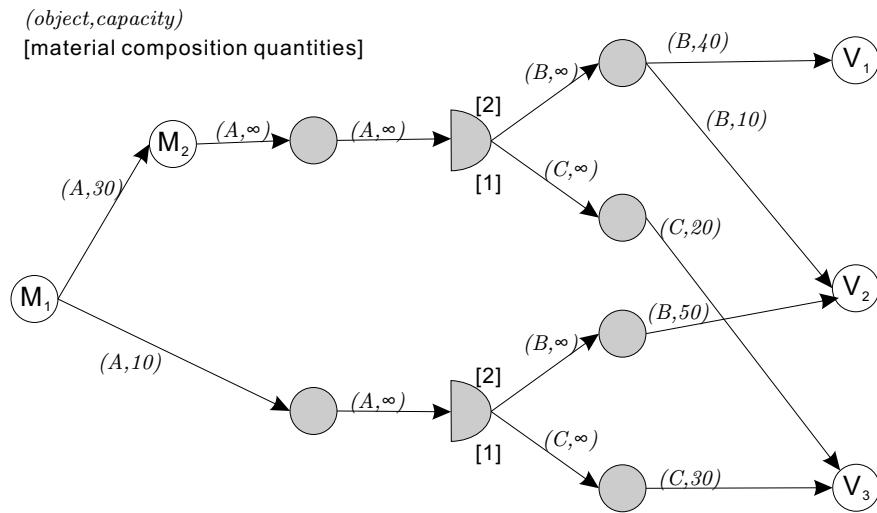 (object,capacity)
[material composition quantities]
(B,40)
V1
(B,∞)
[2]
(B,10)
(A,∞)
(A,∞)
M2
(C,∞)
[1]
(A,30)
(C,20)
M1
V2
(B,50)
(B,∞)
(A,10)
[2]
(A,∞)
(C,∞)
[1]
(C,30)
V3